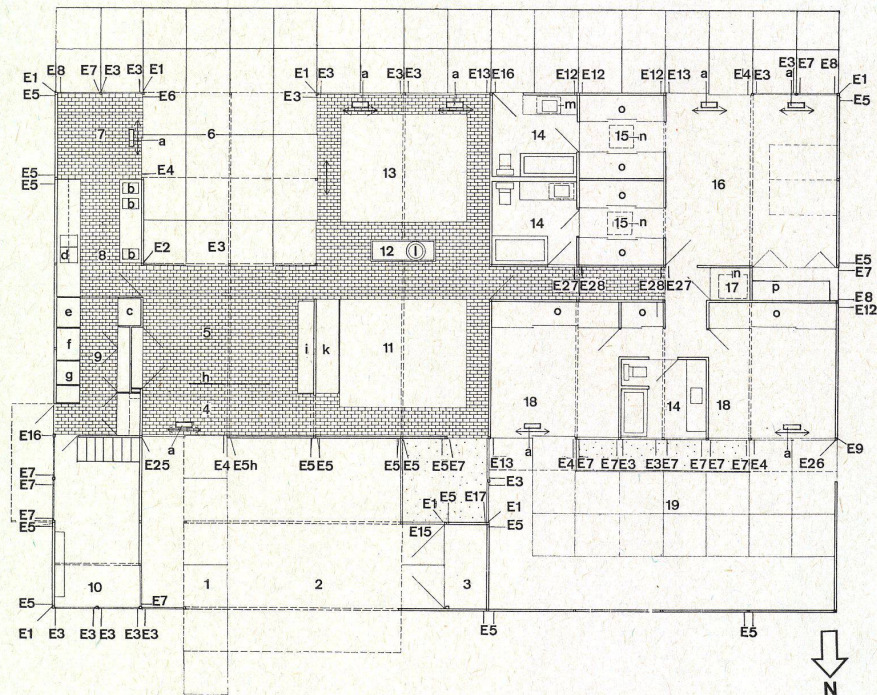 E8 E7 E3 E3 E1 E1 E3 a E3 E3 a E13 E16 E12 E12 E12 E13 a E4 E3 E3 a E7 E8
E1 E1
E5 E6 E3 E5
m o o
7 6 14 15 n
a
13 16
E5 E4
E5
b
b
14 o
15 n
E3 12 l
d 8 b E2 o E5
n E7
E27 E28 E28 E27 17 p E8
E12
e c o o o
5 11
f 9 i k
g h
14
4 18 18
E16 a a a E9
E25 E4 E5h E5 E5 E5 E5 E7 E13 E4 E7 E7 E3 E3 E7 E7 E7 E7 E4 E26
E7
E7 E3
E5 E17 19
E7
E5 E1 E1
E5
E15
10 1 2 3
E5 E7
E1 E3 E3 E3 E3 E3 E5 E5
N